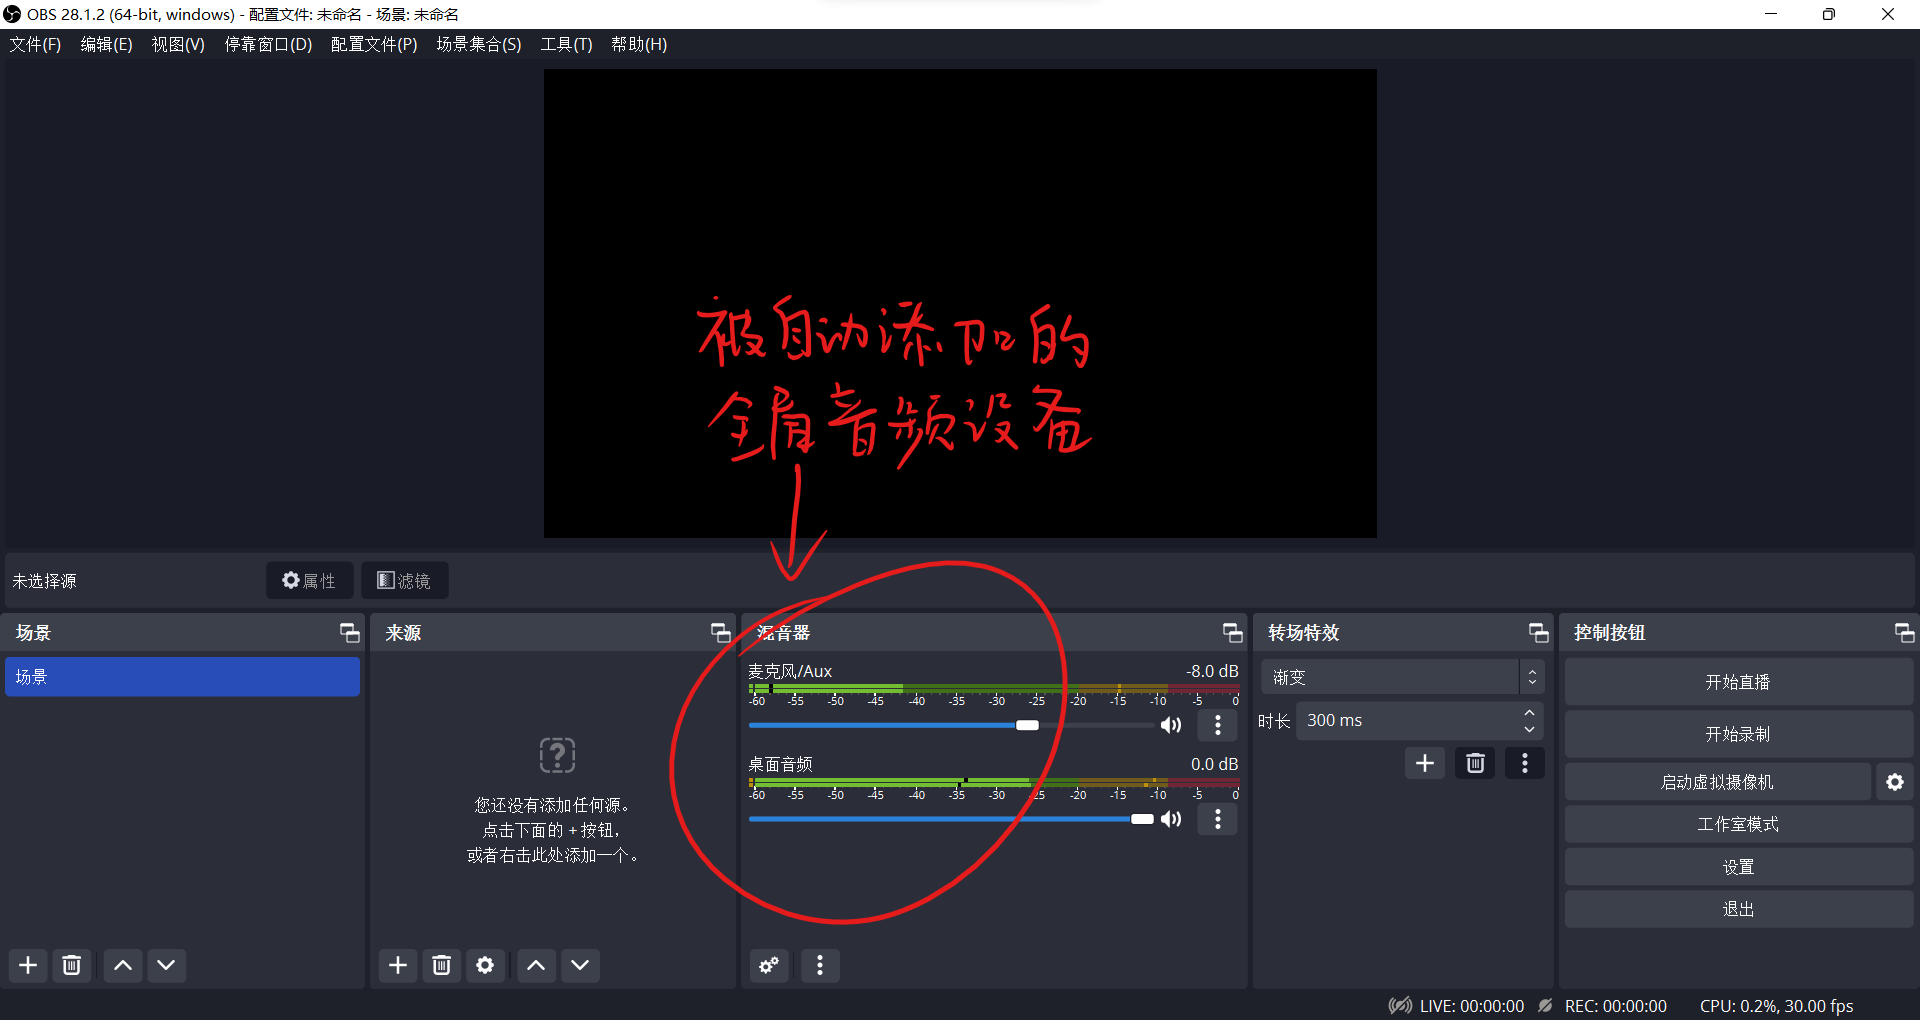 OBS 28.1.2 (64-bit, windows) - 配置文件: 未命名 - 场景: 未命名
文件(F) 编辑(E) 视图(V) 停靠窗口(D) 配置文件(P) 场景集合(S) 工具(T) 帮助(H)
被自动添加的
全局音频设备
未选择源 属性 滤镜
场景
场景
来源
您还没有添加任何源。
点击下面的 + 按钮，
或者右击此处添加一个。
混音器
麦克风/Aux -8.0 dB
-60 -55 -50 -45 -40 -35 -30 -25 -20 -15 -10 -5 0
桌面音频 0.0 dB
-60 -55 -50 -45 -40 -35 -30 -25 -20 -15 -10 -5 0
转场特效
渐变
时长 300 ms
控制按钮
开始直播
开始录制
启动虚拟摄像机
工作室模式
设置
退出
LIVE: 00:00:00 REC: 00:00:00 CPU: 0.2%, 30.00 fps